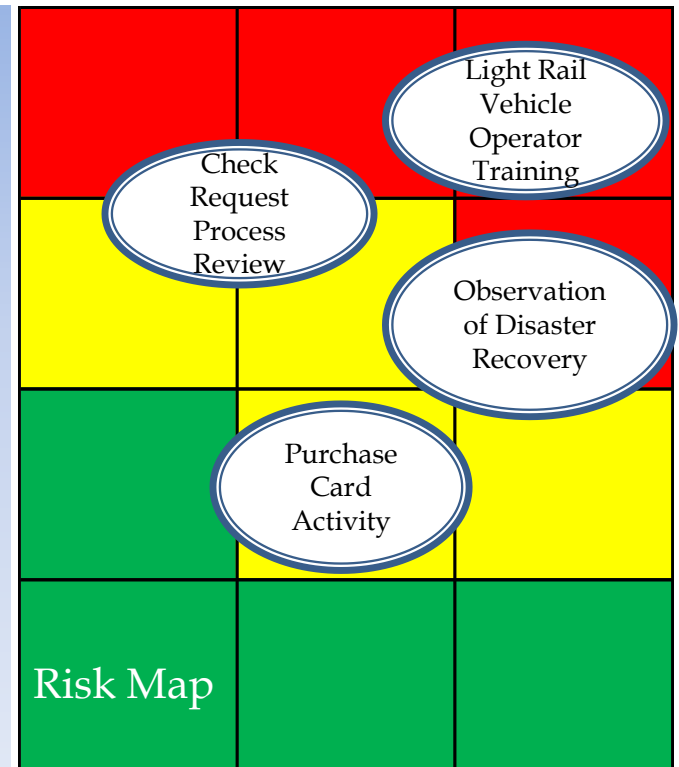 Light Rail
Vehicle
Operator
Training
Check
Request
Process
Review
Observation
of Disaster
Recovery
Purchase
Card
Activity
Risk Map